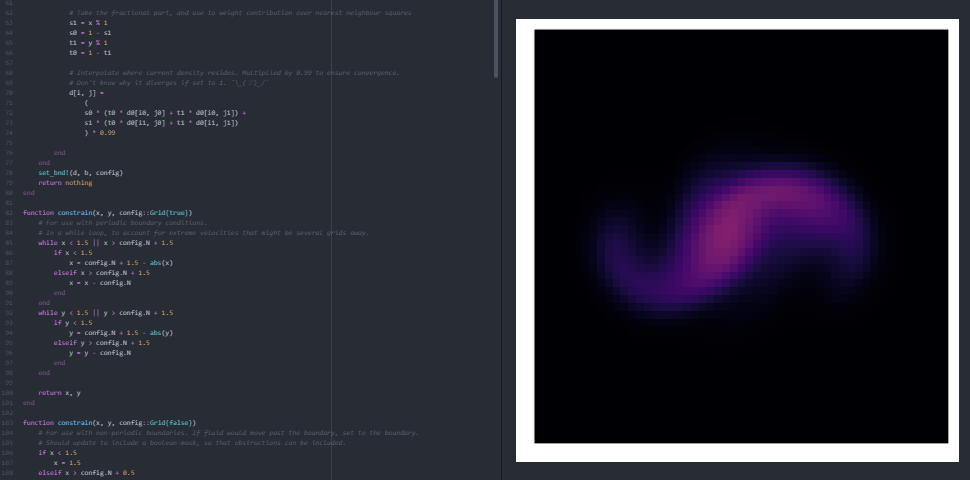 62 # Take the fractional part, and use to weight contribution over nearest neighbour squares
63 s1 = x % 1
64 s0 = 1 - s1
65 t1 = y % 1
66 t0 = 1 - t1
67
68 # Interpolate where current density resides. Multiplied by 0.99 to ensure convergence.
69 # Don't know why it diverges if set to 1. ¯\_(ツ)_/¯
70 d[i, j] =
71 (
72 s0 * (t0 * d0[i0, j0] + t1 * d0[i0, j1]) +
73 s1 * (t0 * d0[i1, j0] + t1 * d0[i1, j1])
74 ) * 0.99
75
76 end
77 end
78 set_bnd!(d, b, config)
79 return nothing
80 end
81
82 function constrain(x, y, config::Grid{true})
83 # For use with periodic boundary conditions.
84 # In a while loop, to account for extreme velocities that might be several grids away.
85 while x < 1.5 || x > config.N + 1.5
86 if x < 1.5
87 x = config.N + 1.5 - abs(x)
88 elseif x > config.N + 1.5
89 x = x - config.N
90 end
91 end
92 while y < 1.5 || y > config.N + 1.5
93 if y < 1.5
94 y = config.N + 1.5 - abs(y)
95 elseif y > config.N + 1.5
96 y = y - config.N
97 end
98 end
99
100 return x, y
101 end
102
103 function constrain(x, y, config::Grid{false})
104 # For use with non-periodic boundaries. If fluid would move past the boundary, set to the boundary.
105 # Should update to include a boolean-mask, so that obstructions can be included.
106 if x < 1.5
107 x = 1.5
108 elseif x > config.N + 0.5